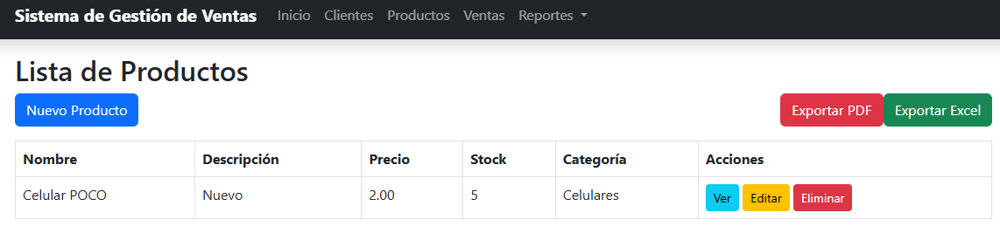 Sistema de Gestión de Ventas Inicio Clientes Productos Ventas Reportes
Lista de Productos
Nuevo Producto Exportar PDF Exportar Excel
Nombre Descripción Precio Stock Categoría Acciones
Celular POCO Nuevo 2.00 5 Celulares Ver Editar Eliminar